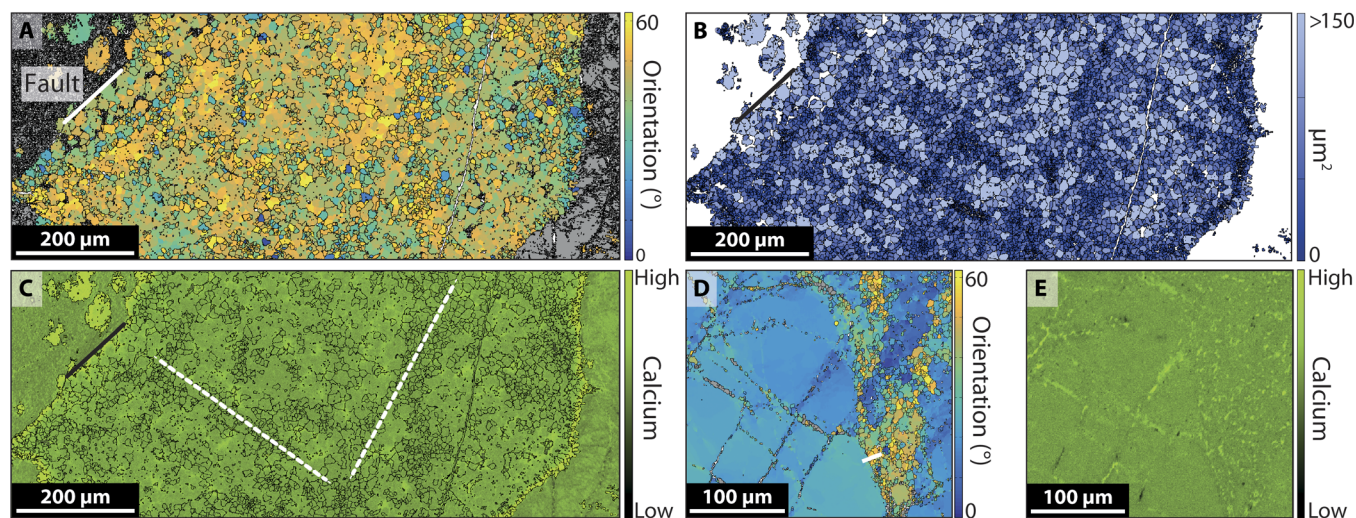 A
Fault
200 µm
60
Orientation (°)
0
B
200 µm
>150
µm²
0
C
200 µm
High
Calcium
Low
D
100 µm
60
Orientation (°)
0
E
100 µm
High
Calcium
Low